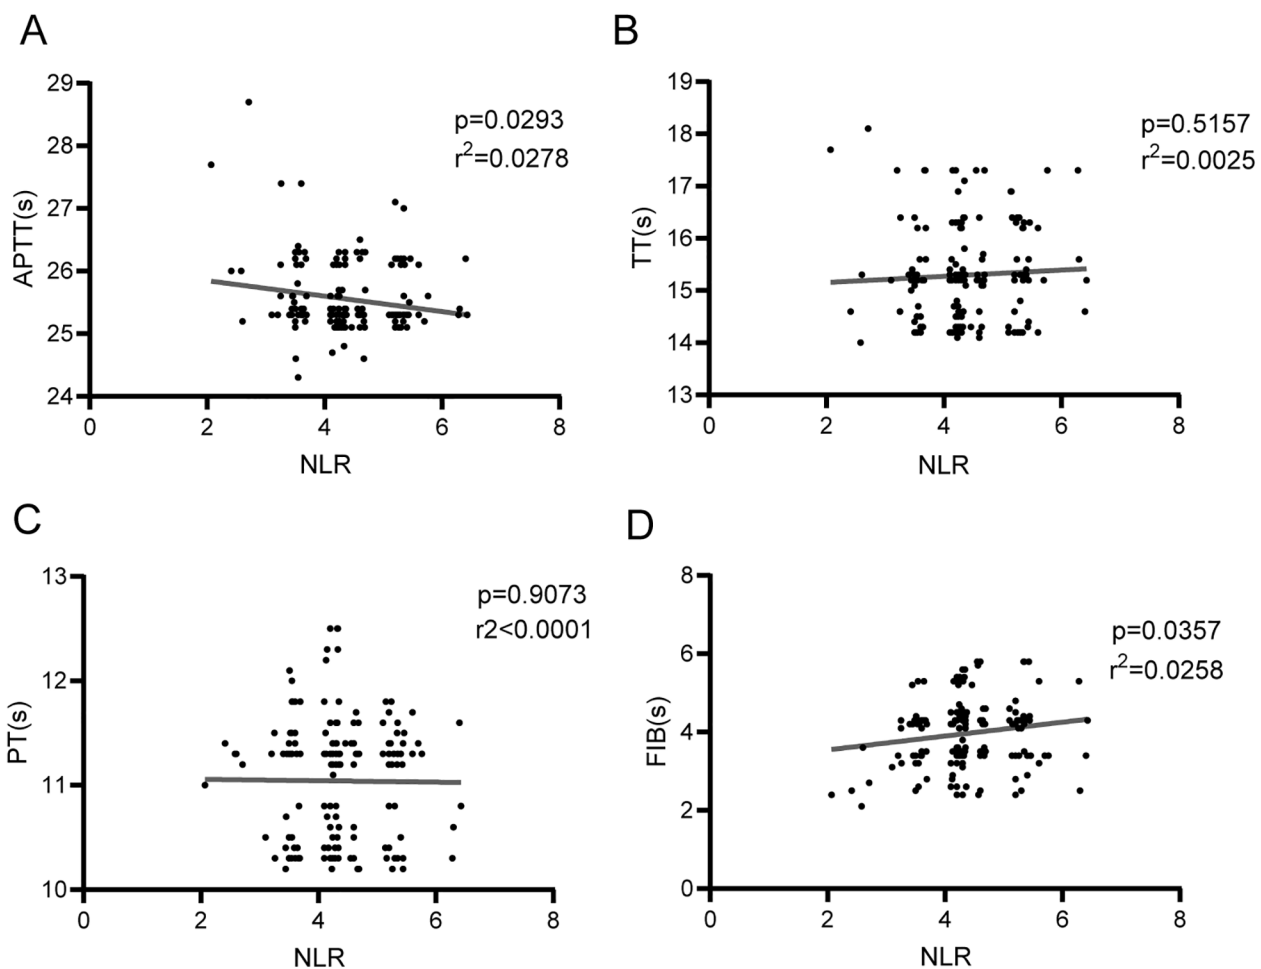 A
29
28
27
26
25
24
APTT(s)
p=0.0293
r²=0.0278
0 2 4 6 8
NLR
B
19
18
17
16
15
14
13
TT(s)
p=0.5157
r²=0.0025
0 2 4 6 8
NLR
C
13
12
11
10
PT(s)
p=0.9073
r2<0.0001
0 2 4 6 8
NLR
D
8
6
4
2
0
FIB(s)
p=0.0357
r²=0.0258
0 2 4 6 8
NLR